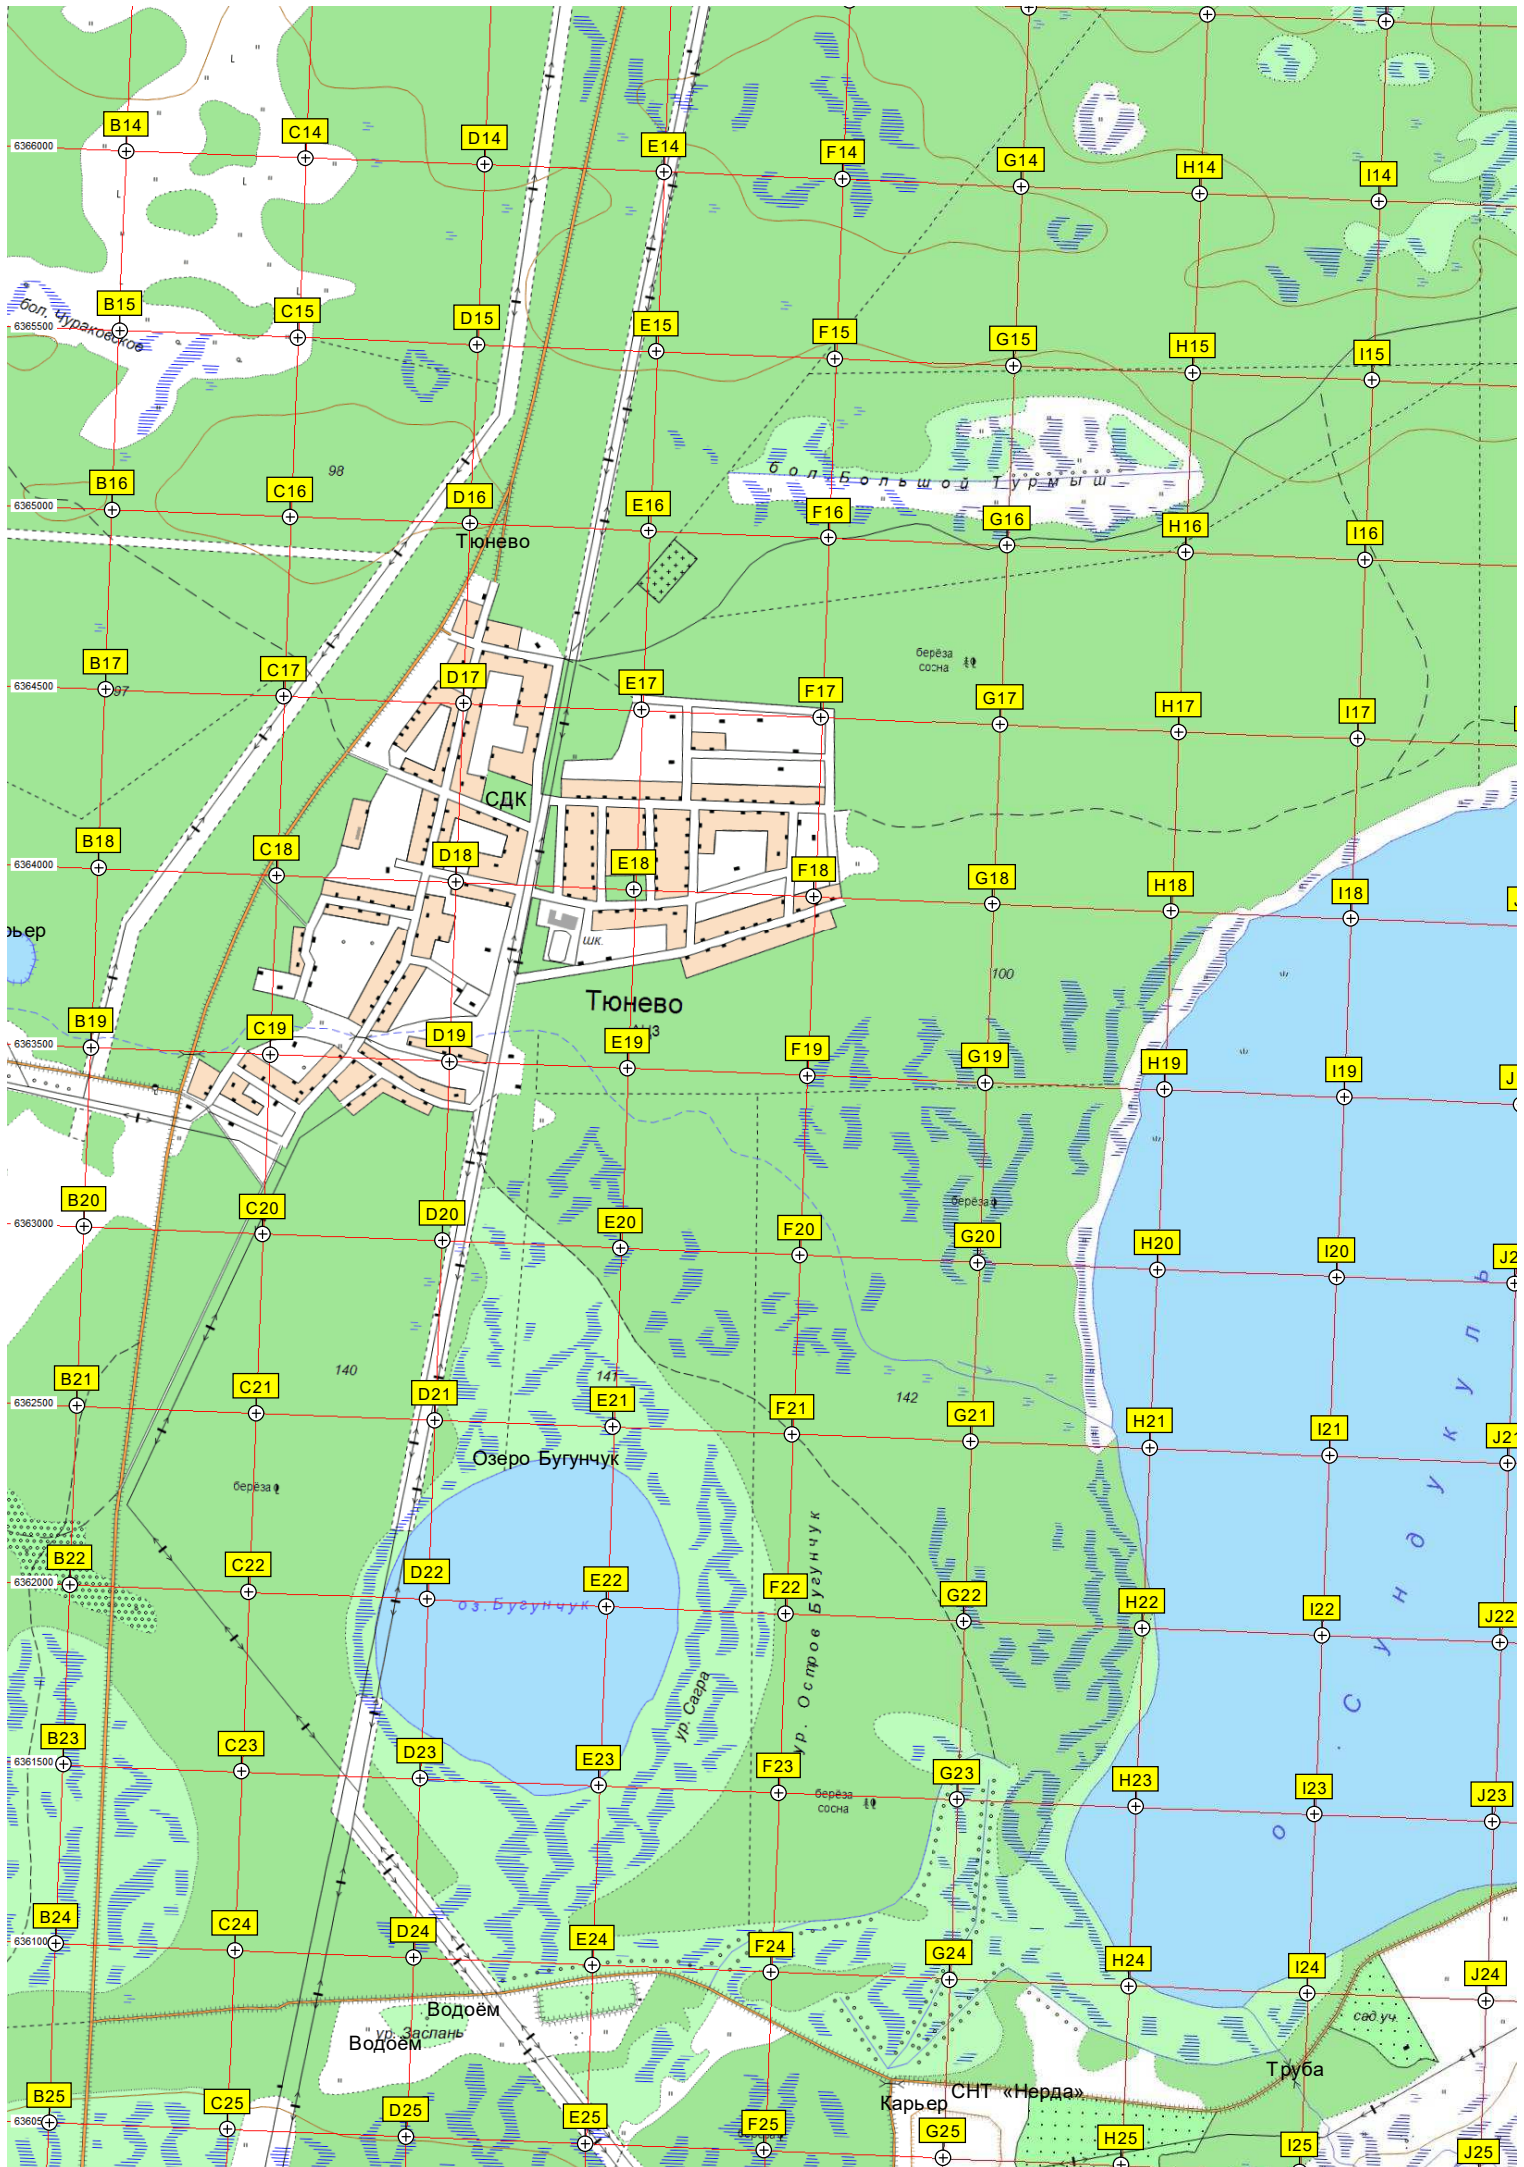 B14
C14
D14
E14
F14
G14
H14
I14
6366000
бол. Чураковское
B15
C15
D15
E15
F15
G15
H15
I15
6365500
98
бол. Большой Турмыш
B16
C16
D16
E16
F16
G16
H16
I16
6365000
Тюнево
берёза
сосна
B17
C17
D17
E17
F17
G17
H17
I17
6364500
97
СДК
B18
C18
D18
E18
F18
G18
H18
I18
6364000
шк.
100
Тюнево
B19
C19
D19
E19
F19
G19
H19
I19
6363500
берёза
B20
C20
D20
E20
F20
G20
H20
I20
6363000
140
141
142
B21
C21
D21
E21
F21
G21
H21
I21
J21
6362500
Озеро Бугунчук
берёза
B22
C22
D22
E22
F22
G22
H22
I22
J22
6362000
оз. Бугунчук
ур. Сагра
ур. Остров Бугунчук
о. Сундукуль
B23
C23
D23
E23
F23
G23
H23
I23
J23
6361500
берёза
сосна
B24
C24
D24
E24
F24
G24
H24
I24
J24
Водоём
ур. Заспань
Водоём
сад.уч.
Труба
СНТ «Нерда»
Карьер
B25
C25
D25
E25
F25
G25
H25
I25
J25